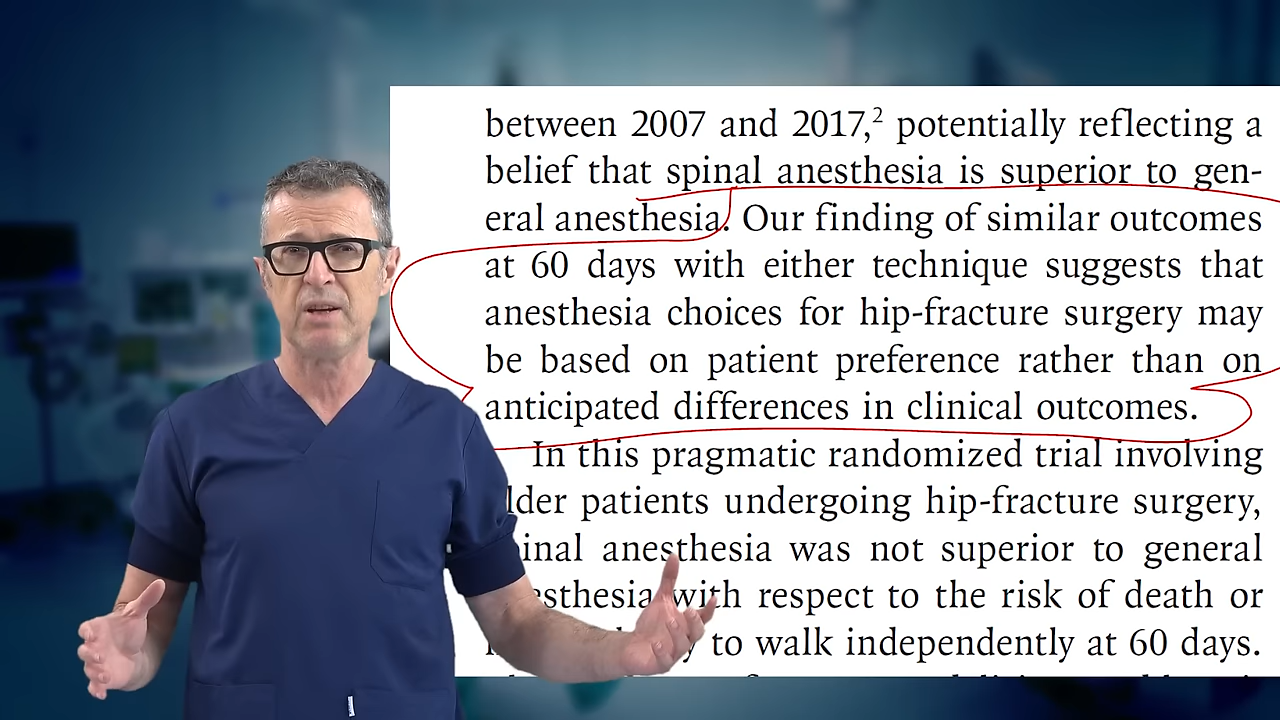 between 2007 and 2017,² potentially reflecting a
belief that spinal anesthesia is superior to gen-
eral anesthesia. Our finding of similar outcomes
at 60 days with either technique suggests that
anesthesia choices for hip-fracture surgery may
be based on patient preference rather than on
anticipated differences in clinical outcomes.
In this pragmatic randomized trial involving
lder patients undergoing hip-fracture surgery,
inal anesthesia was not superior to general
esthesia with respect to the risk of death or
to walk independently at 60 days.